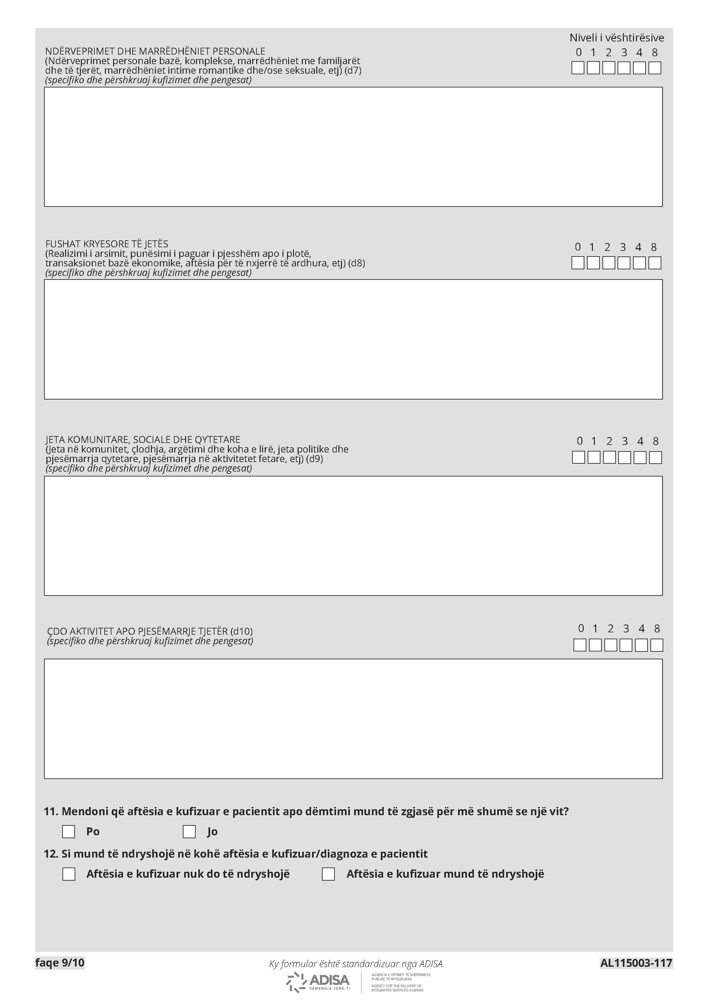 Niveli i vështirësive
NDËRVEPRIMET DHE MARRËDHËNIET PERSONALE
0 1 2 3 4 8
(Ndërveprimet personale bazë, komplekse, marrëdhëniet me familjarët
dhe të tjerët, marrëdhëniet intime romantike dhe/ose seksuale, etj) (d7)
(specifiko dhe përshkruaj kufizimet dhe pengesat)
FUSHAT KRYESORE TË JETËS
0 1 2 3 4 8
(Realizimi i arsimit, punësimi i paguar i pjesshëm apo i plotë,
transaksionet bazë ekonomike, aftësia për të nxjerrë të ardhura, etj) (d8)
(specifiko dhe përshkruaj kufizimet dhe pengesat)
JETA KOMUNITARE, SOCIALE DHE QYTETARE
0 1 2 3 4 8
(Jeta në komunitet, çlodhja, argëtimi dhe koha e lirë, jeta politike dhe
pjesëmarrja qytetare, pjesëmarrja në aktivitetet fetare, etj) (d9)
(specifiko dhe përshkruaj kufizimet dhe pengesat)
ÇDO AKTIVITET APO PJESËMARRJE TJETËR (d10)
0 1 2 3 4 8
(specifiko dhe përshkruaj kufizimet dhe pengesat)
11. Mendoni që aftësia e kufizuar e pacientit apo dëmtimi mund të zgjasë për më shumë se një vit?
Po Jo
12. Si mund të ndryshojë në kohë aftësia e kufizuar/diagnoza e pacientit
Aftësia e kufizuar nuk do të ndryshojë Aftësia e kufizuar mund të ndryshojë
faqe 9/10 Ky formular është standardizuar nga ADISA AL115003-117
ADISA
VËMENDJA JONË, TI
AGJENCIA E OFRIMIT TË SHËRBIMEVE
PUBLIKE TË INTEGRUARA
AGENCY FOR THE DELIVERY OF
INTEGRATED SERVICES ALBANIA